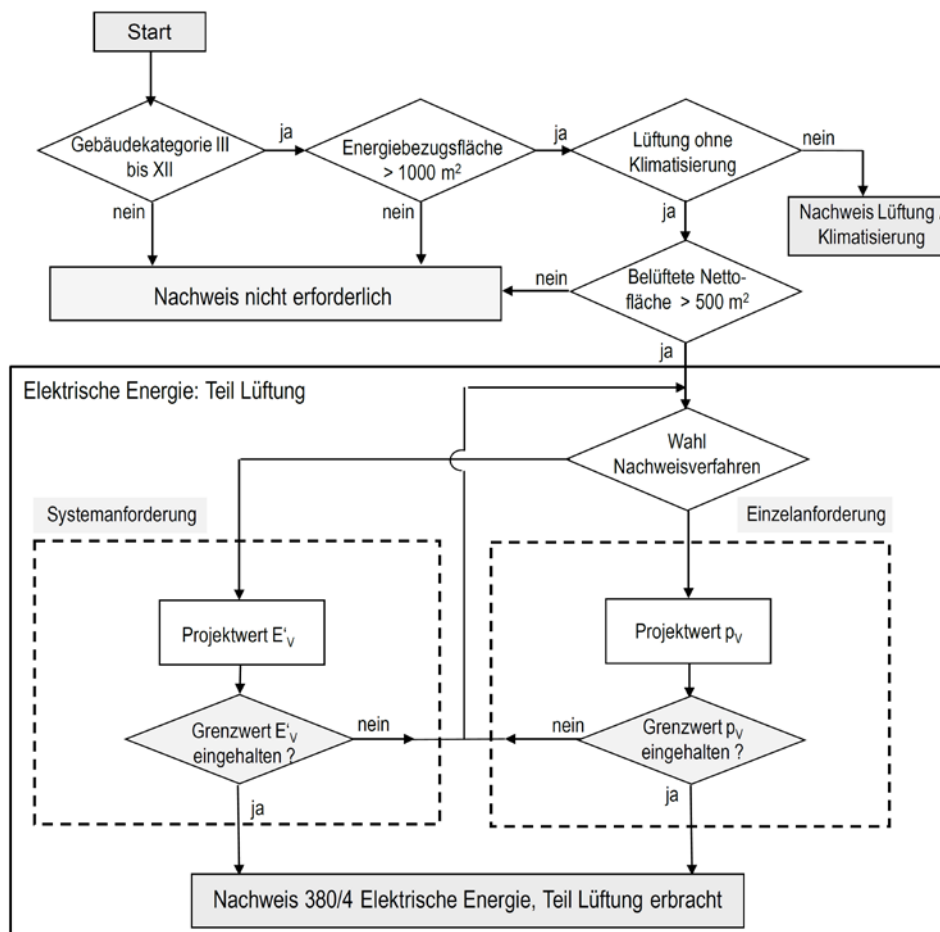 Start
Gebäudekategorie III
bis XII
ja
nein
Energiebezugsfläche
> 1000 m²
ja
nein
Lüftung ohne
Klimatisierung
nein
ja
Nachweis Lüftung /
Klimatisierung
Nachweis nicht erforderlich
nein
Belüftete Netto-
fläche > 500 m²
ja
Elektrische Energie: Teil Lüftung
Wahl
Nachweisverfahren
Systemanforderung
Einzelanforderung
Projektwert E'V
Projektwert pV
Grenzwert E'V
eingehalten ?
nein
ja
nein
Grenzwert pV
eingehalten ?
ja
Nachweis 380/4 Elektrische Energie, Teil Lüftung erbracht